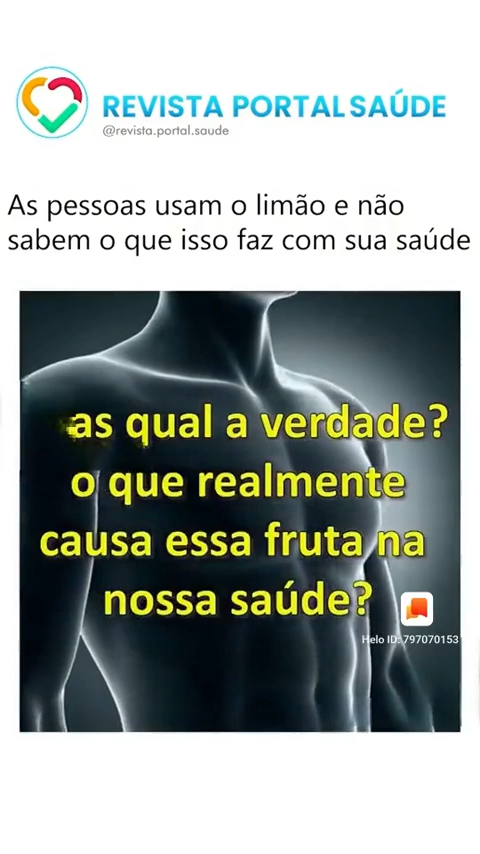 REVISTA PORTAL SAÚDE
@revista.portal.saude
As pessoas usam o limão e não
sabem o que isso faz com sua saúde
as qual a verdade?
o que realmente
causa essa fruta na
nossa saúde?
Helo ID: 797070153